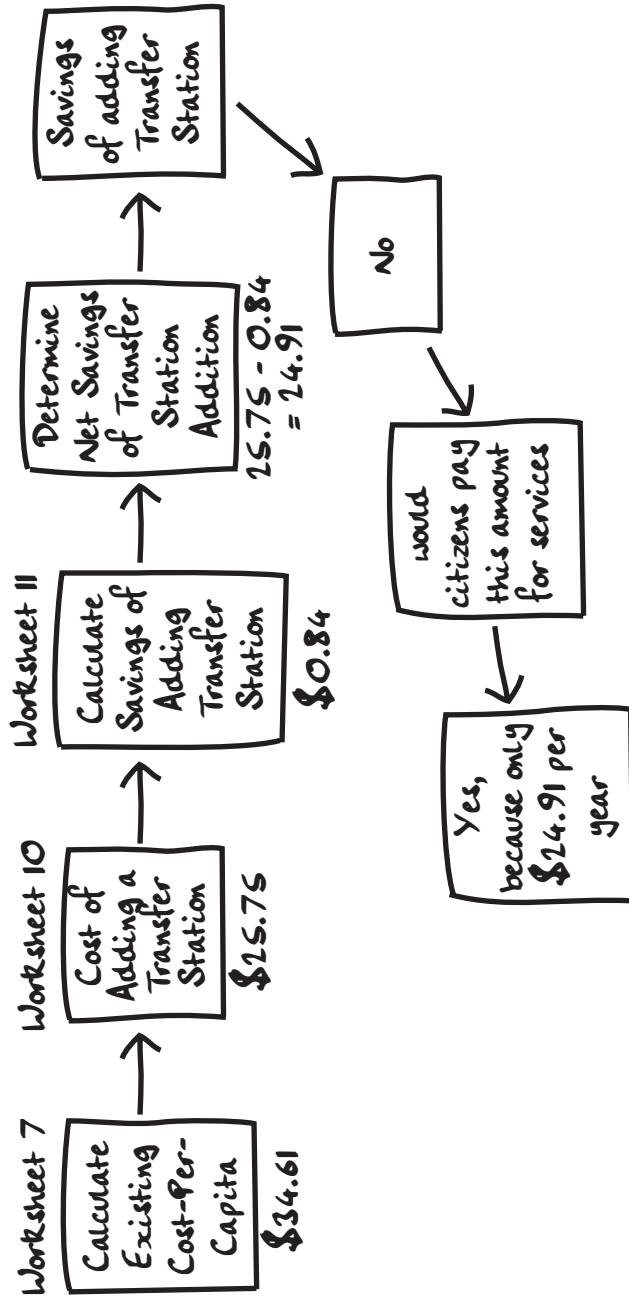 Worksheet 7
Calculate
Existing
Cost-Per-
Capita
$34.61
Worksheet 10
Cost of
Adding a
Transfer
Station
$25.75
Worksheet 11
Calculate
Savings of
Adding
Transfer
Station
$0.84
Determine
Net Savings
of Transfer
Station
Addition
25.75 - 0.84
= 24.91
Savings
of adding
Transfer
Station
No
would
citizens pay
this amount
for services
Yes,
because only
$24.91 per
year